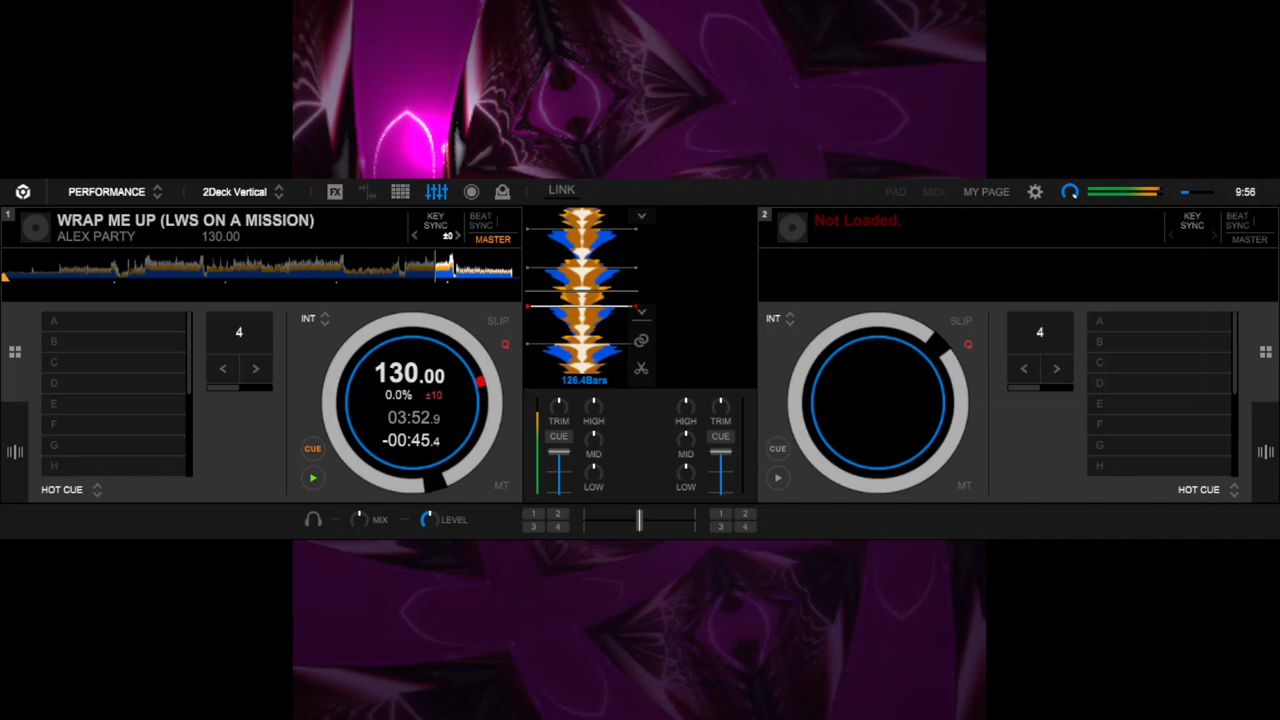 PERFORMANCE 2Deck Vertical FX LINK PAD MIDI MY PAGE 9:56
1 WRAP ME UP (LWS ON A MISSION) KEY SYNC BEAT SYNC
ALEX PARTY 130.00 ±0 MASTER
2 Not Loaded. KEY SYNC BEAT SYNC MASTER
A
B
C
D
E
F
G
H
HOT CUE
4
INT SLIP
Q
130.00
0.0% ±10
03:52.9
-00:45.4
CUE
MT
126.4Bars
TRIM HIGH HIGH TRIM
CUE CUE
MID MID
LOW LOW
INT SLIP
Q
CUE
MT
4
A
B
C
D
E
F
G
H
HOT CUE
MIX LEVEL
1 2 1 2
3 4 3 4